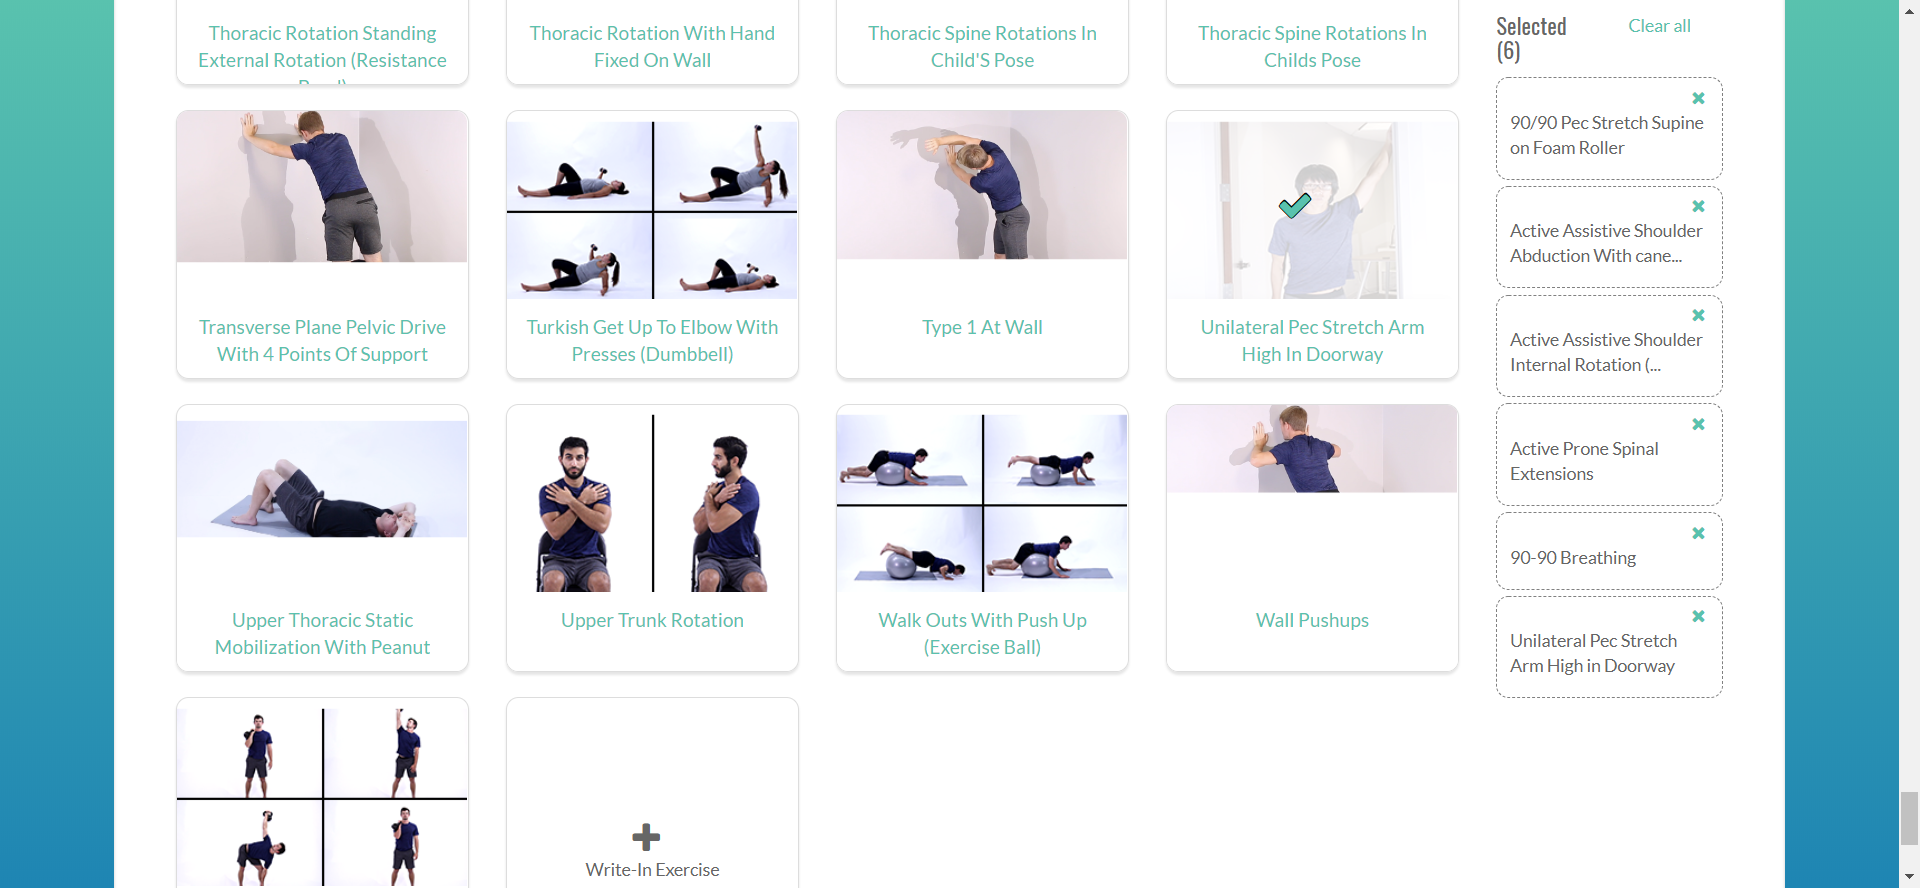 Thoracic Rotation Standing
External Rotation (Resistance
Thoracic Rotation With Hand
Fixed On Wall
Thoracic Spine Rotations In
Child'S Pose
Thoracic Spine Rotations In
Childs Pose
Transverse Plane Pelvic Drive
With 4 Points Of Support
Turkish Get Up To Elbow With
Presses (Dumbbell)
Type 1 At Wall
Unilateral Pec Stretch Arm
High In Doorway
Upper Thoracic Static
Mobilization With Peanut
Upper Trunk Rotation
Walk Outs With Push Up
(Exercise Ball)
Wall Pushups
Write-In Exercise
Selected
(6)
Clear all
90/90 Pec Stretch Supine
on Foam Roller
Active Assistive Shoulder
Abduction With cane...
Active Assistive Shoulder
Internal Rotation (...
Active Prone Spinal
Extensions
90-90 Breathing
Unilateral Pec Stretch
Arm High in Doorway